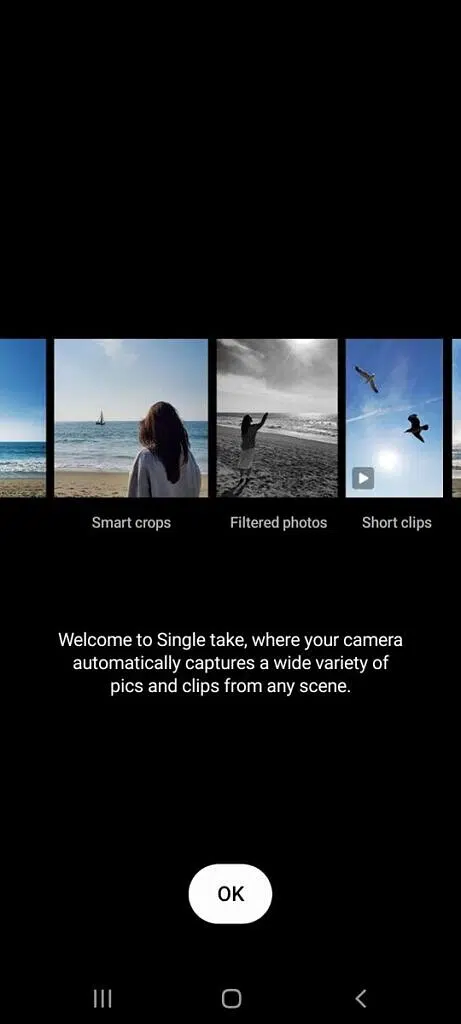 Smart crops
Filtered photos
Short clips
Welcome to Single take, where your camera
automatically captures a wide variety of
pics and clips from any scene.
OK